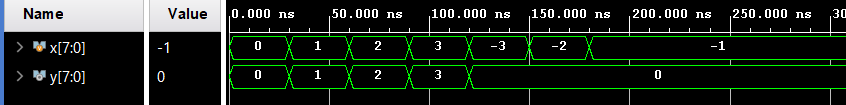 Name Value 0.000 ns 50.000 ns 100.000 ns 150.000 ns 200.000 ns 250.000 ns 30
x[7:0] -1 0 1 2 3 -3 -2 -1
y[7:0] 0 0 1 2 3 0